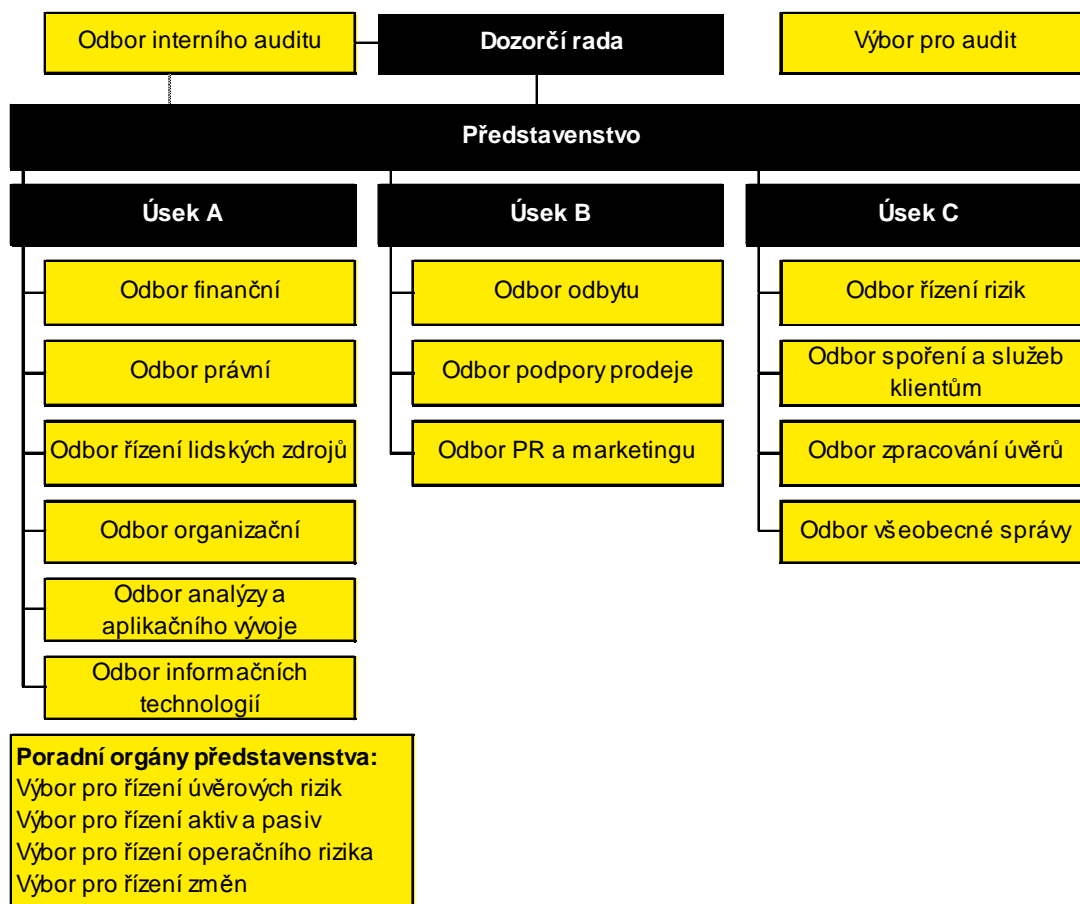 Odbor interního auditu
Dozorčí rada
Výbor pro audit
Představenstvo
Úsek A
Úsek B
Úsek C
Odbor finanční
Odbor právní
Odbor řízení lidských zdrojů
Odbor organizační
Odbor analýzy a
aplikačního vývoje
Odbor informačních
technologií
Odbor odbytu
Odbor podpory prodeje
Odbor PR a marketingu
Odbor řízení rizik
Odbor spoření a služeb
klientům
Odbor zpracování úvěrů
Odbor všeobecné správy
Poradní orgány představenstva:
Výbor pro řízení úvěrových rizik
Výbor pro řízení aktiv a pasiv
Výbor pro řízení operačního rizika
Výbor pro řízení změn